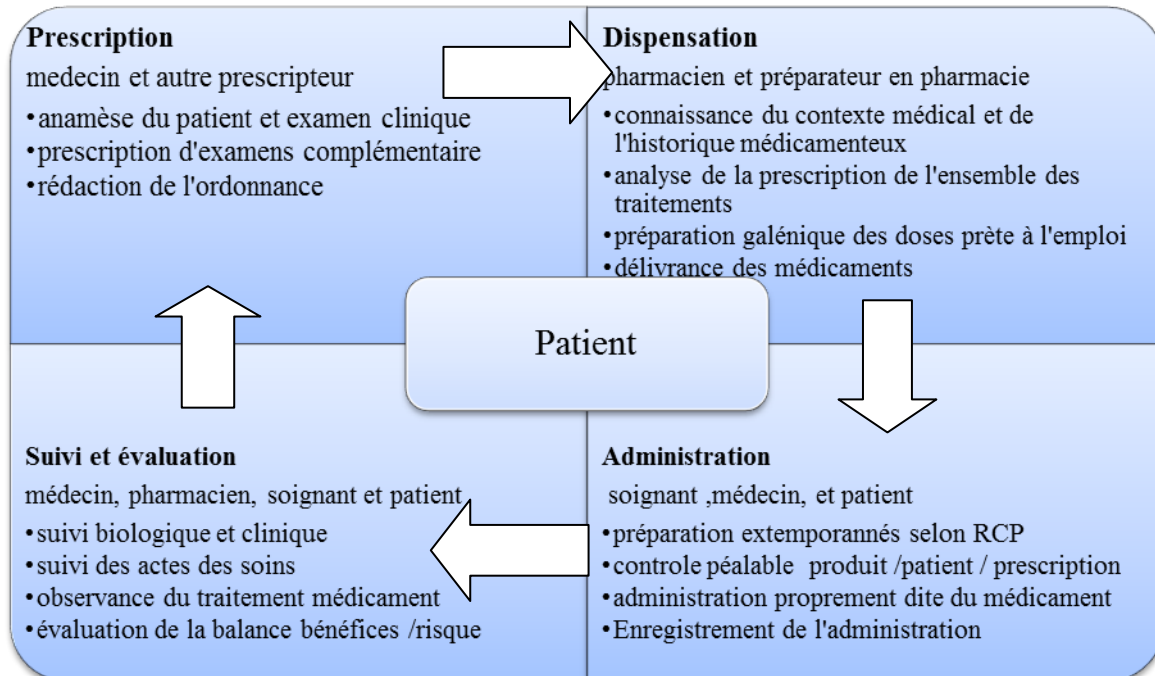 Prescription
medecin et autre prescripteur
•anamèse du patient et examen clinique
•prescription d'examens complémentaire
•rédaction de l'ordonnance
Dispensation
pharmacien et préparateur en pharmacie
•connaissance du contexte médical et de
l'historique médicamenteux
•analyse de la prescription de l'ensemble des
traitements
•préparation galénique des doses prète à l'emploi
•délivrance des médicaments
Patient
Suivi et évaluation
médecin, pharmacien, soignant et patient
•suivi biologique et clinique
•suivi des actes des soins
•observance du traitement médicament
•évaluation de la balance bénéfices /risque
Administration
soignant ,médecin, et patient
•préparation extemporannés selon RCP
•controle péalable produit /patient / prescription
•administration proprement dite du médicament
•Enregistrement de l'administration